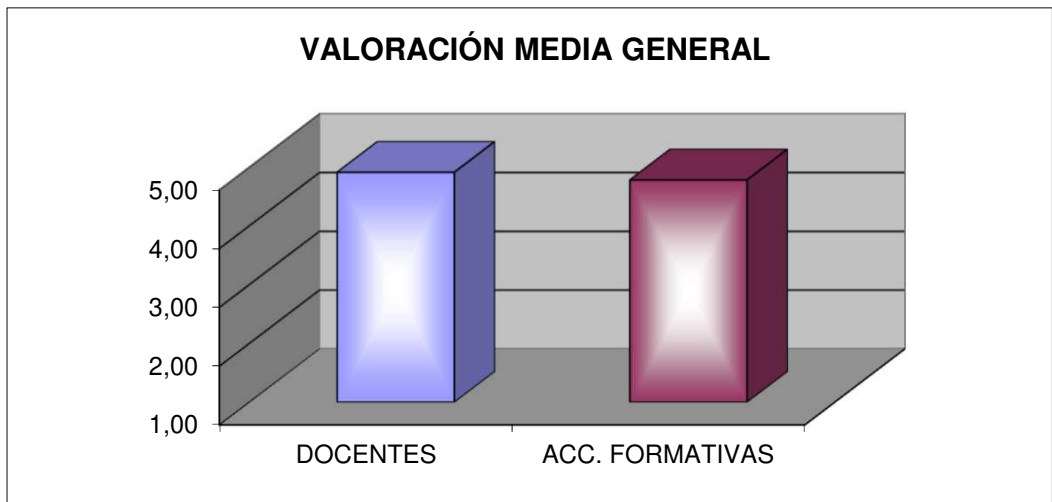 VALORACIÓN MEDIA GENERAL
5,00
4,00
3,00
2,00
1,00
DOCENTES ACC. FORMATIVAS